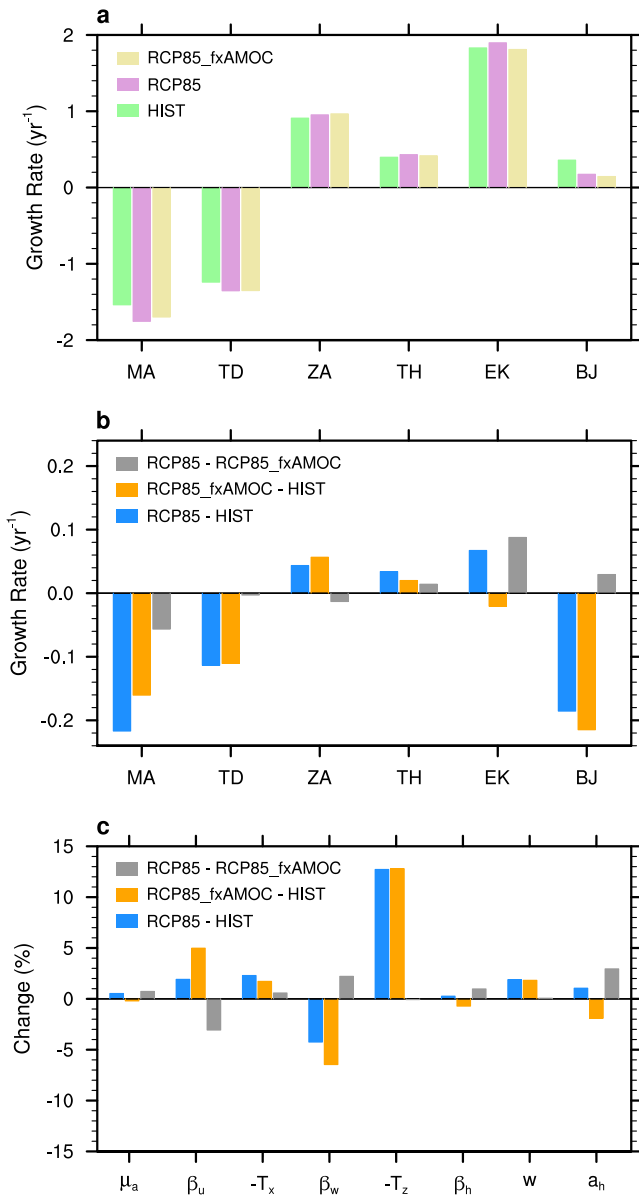 a
RCP85_fxAMOC
RCP85
HIST
Growth Rate (yr⁻¹)
2
1
0
-1
-2
MA TD ZA TH EK BJ
b
RCP85 - RCP85_fxAMOC
RCP85_fxAMOC - HIST
RCP85 - HIST
Growth Rate (yr⁻¹)
0.2
0.1
0.0
-0.1
-0.2
MA TD ZA TH EK BJ
c
RCP85 - RCP85_fxAMOC
RCP85_fxAMOC - HIST
RCP85 - HIST
Change (%)
15
10
5
0
-5
-10
-15
μₐ βᵤ -Tₓ β_w -T_z βₕ w aₕ